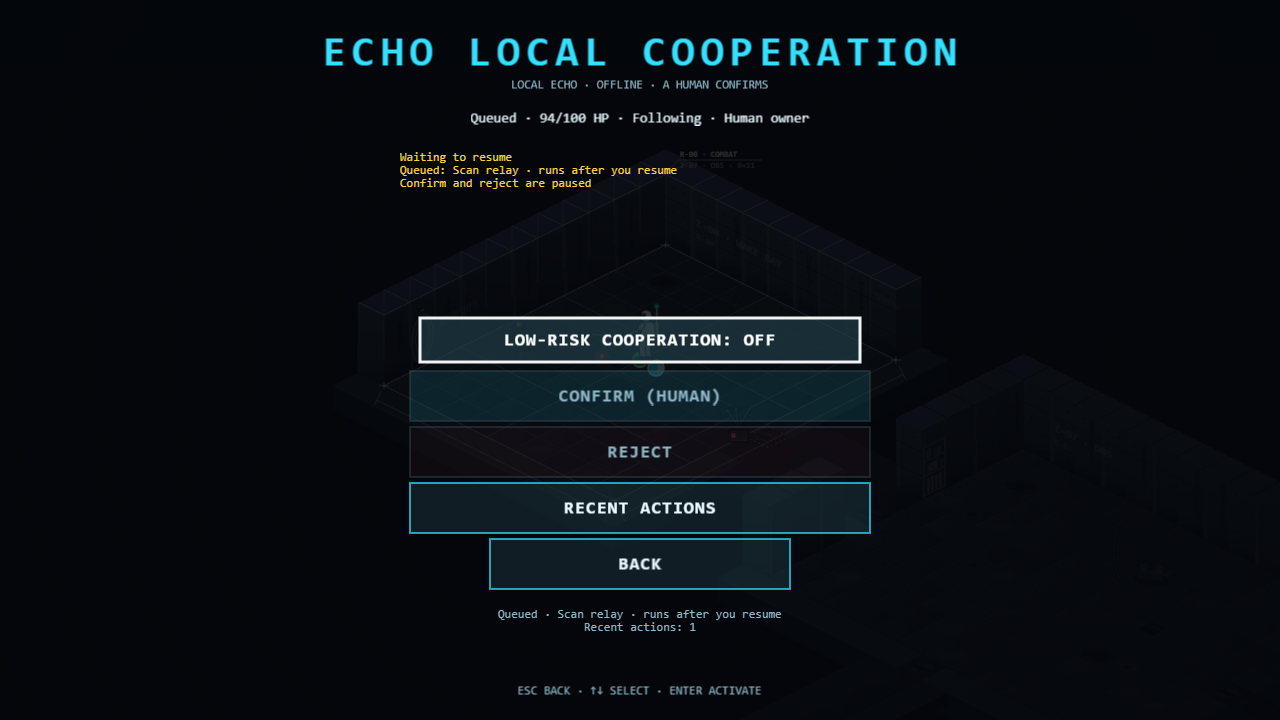 ECHO LOCAL COOPERATION
LOCAL ECHO · OFFLINE · A HUMAN CONFIRMS
Queued · 94/100 HP · Following · Human owner
Waiting to resume
Queued: Scan relay · runs after you resume
Confirm and reject are paused
LOW-RISK COOPERATION: OFF
CONFIRM (HUMAN)
REJECT
RECENT ACTIONS
BACK
Queued · Scan relay · runs after you resume
Recent actions: 1
ESC BACK · ↑↓ SELECT · ENTER ACTIVATE